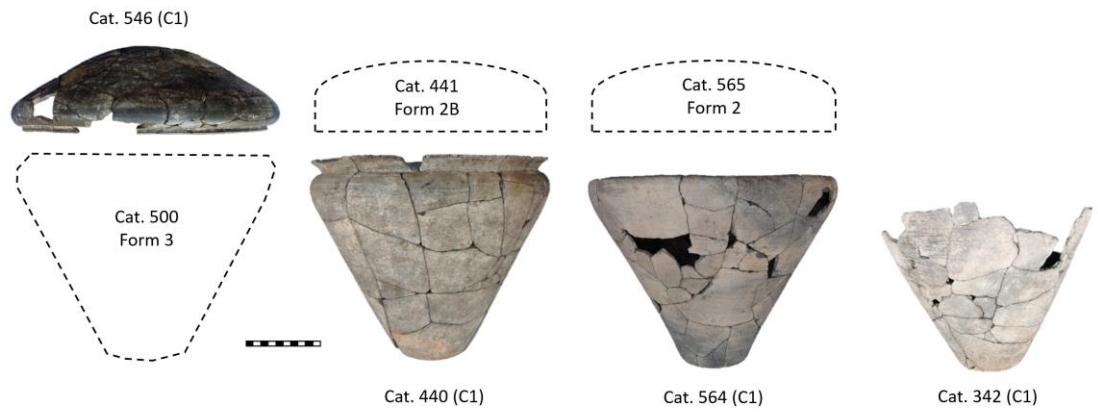 Cat. 546 (C1)
Cat. 441
Form 2B
Cat. 565
Form 2
Cat. 500
Form 3
Cat. 440 (C1)
Cat. 564 (C1)
Cat. 342 (C1)